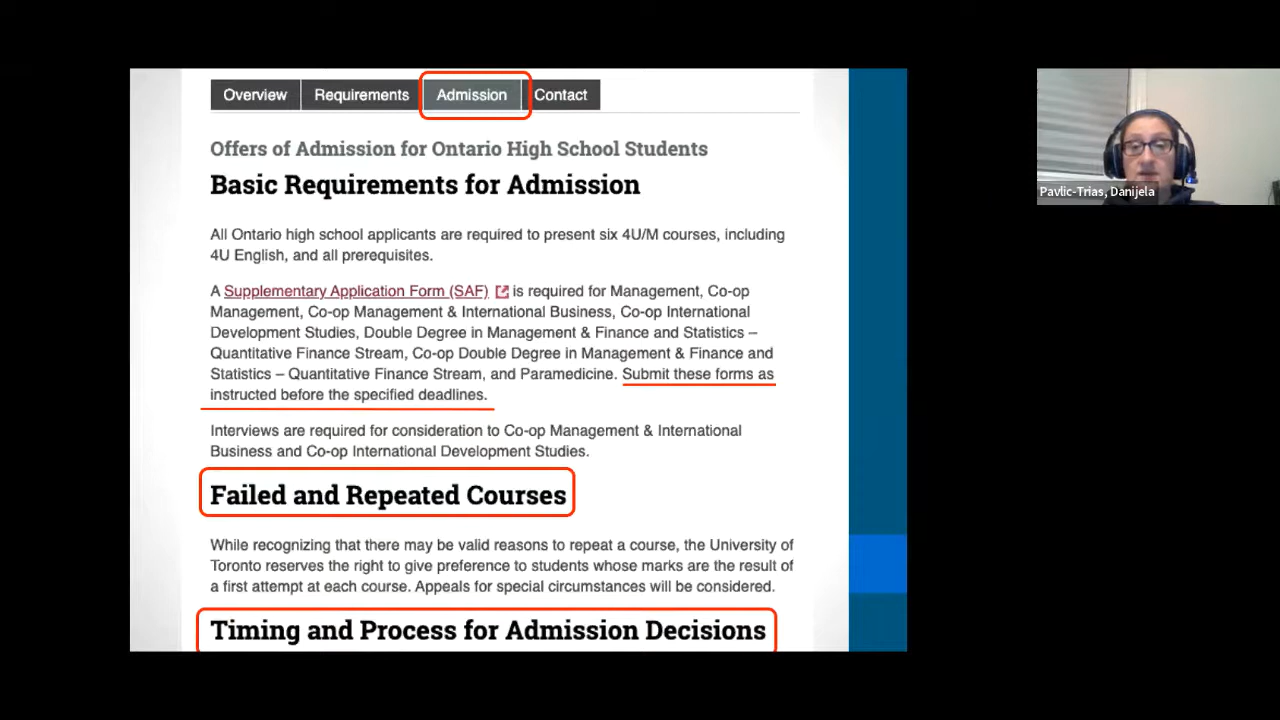 Overview Requirements Admission Contact
Offers of Admission for Ontario High School Students
Basic Requirements for Admission
All Ontario high school applicants are required to present six 4U/M courses, including
4U English, and all prerequisites.
A Supplementary Application Form (SAF) is required for Management, Co-op
Management, Co-op Management & International Business, Co-op International
Development Studies, Double Degree in Management & Finance and Statistics –
Quantitative Finance Stream, Co-op Double Degree in Management & Finance and
Statistics – Quantitative Finance Stream, and Paramedicine. Submit these forms as
instructed before the specified deadlines.
Interviews are required for consideration to Co-op Management & International
Business and Co-op International Development Studies.
Failed and Repeated Courses
While recognizing that there may be valid reasons to repeat a course, the University of
Toronto reserves the right to give preference to students whose marks are the result of
a first attempt at each course. Appeals for special circumstances will be considered.
Timing and Process for Admission Decisions
Pavlic-Trias, Danijela